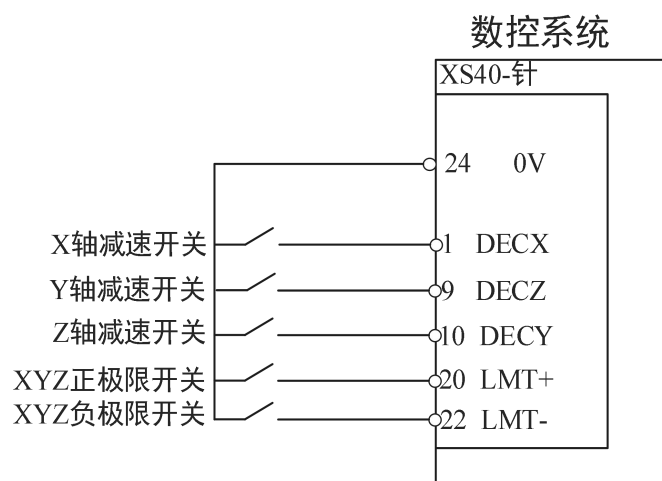 数控系统
XS40-针
24 0V
X轴减速开关 1 DECX
Y轴减速开关 9 DECZ
Z轴减速开关 10 DECY
XYZ正极限开关 20 LMT+
XYZ负极限开关 22 LMT-